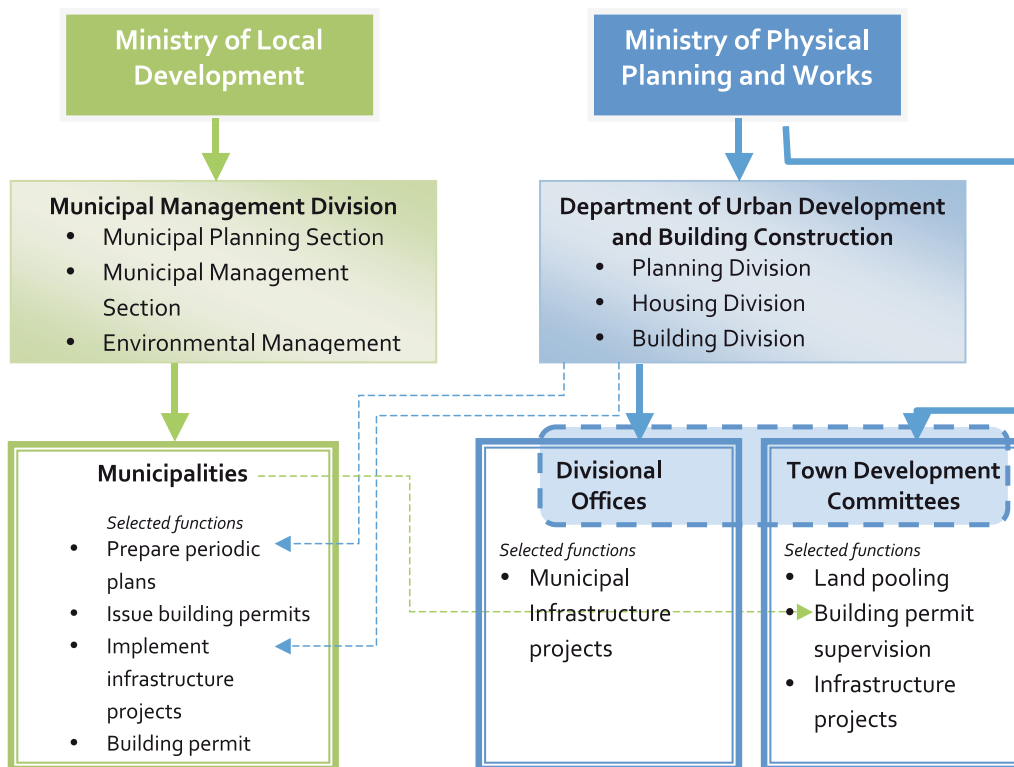 Ministry of Local
Development
Ministry of Physical
Planning and Works
Municipal Management Division
• Municipal Planning Section
• Municipal Management
Section
• Environmental Management
Department of Urban Development
and Building Construction
• Planning Division
• Housing Division
• Building Division
Municipalities
Selected functions
• Prepare periodic
plans
• Issue building permits
• Implement
infrastructure
projects
• Building permit
Divisional
Offices
Selected functions
• Municipal
Infrastructure
projects
Town Development
Committees
Selected functions
• Land pooling
• Building permit
supervision
• Infrastructure
projects